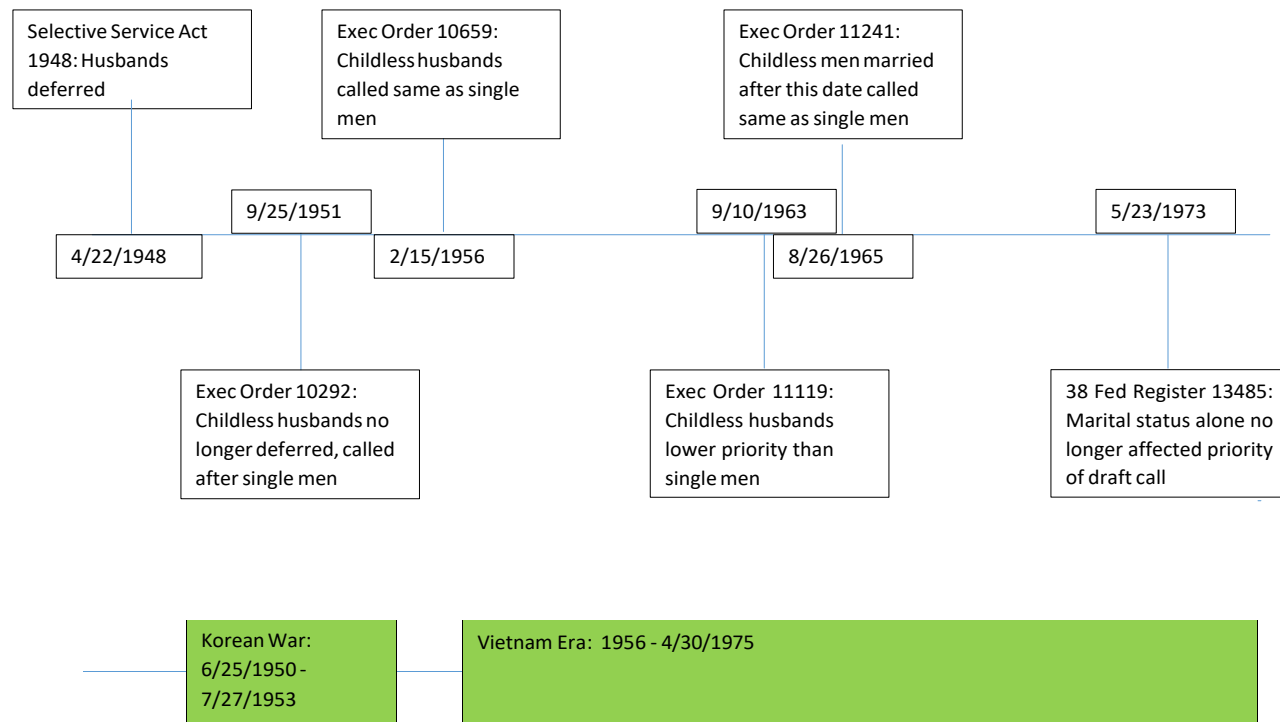 Selective Service Act
1948: Husbands
deferred
Exec Order 10659:
Childless husbands
called same as single
men
Exec Order 11241:
Childless men married
after this date called
same as single men
9/25/1951
9/10/1963
5/23/1973
4/22/1948
2/15/1956
8/26/1965
Exec Order 10292:
Childless husbands no
longer deferred, called
after single men
Exec Order 11119:
Childless husbands
lower priority than
single men
38 Fed Register 13485:
Marital status alone no
longer affected priority
of draft call
Korean War:
6/25/1950 -
7/27/1953
Vietnam Era: 1956 - 4/30/1975